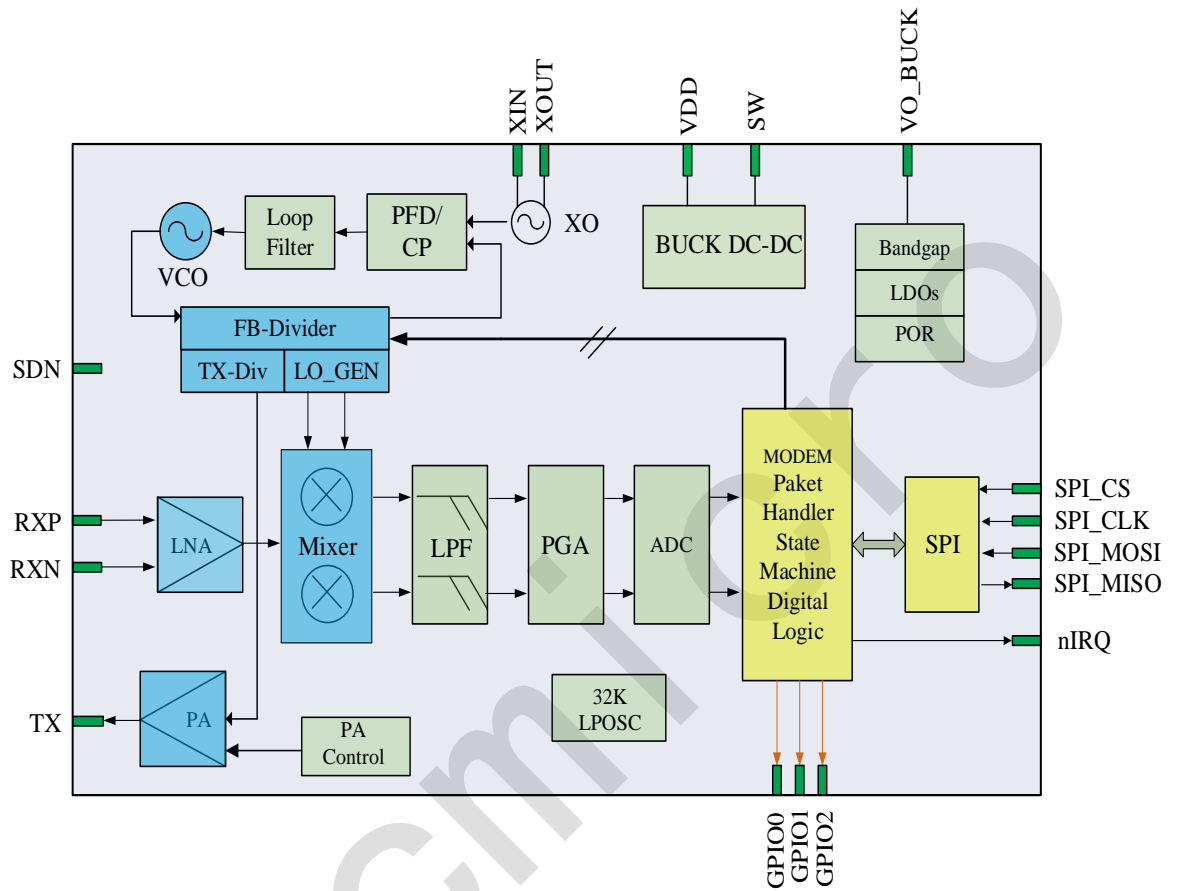 XIN
XOUT
VDD
SW
VO_BUCK
Loop
Filter
PFD/
CP
XO
VCO
BUCK DC-DC
Bandgap
LDOs
POR
FB-Divider
TX-Div
LO_GEN
SDN
RXP
RXN
LNA
Mixer
LPF
PGA
ADC
MODEM
Paket
Handler
State
Machine
Digital
Logic
SPI
SPI_CS
SPI_CLK
SPI_MOSI
SPI_MISO
nIRQ
TX
PA
PA
Control
32K
LPOSC
GPIO0
GPIO1
GPIO2
Cmicro